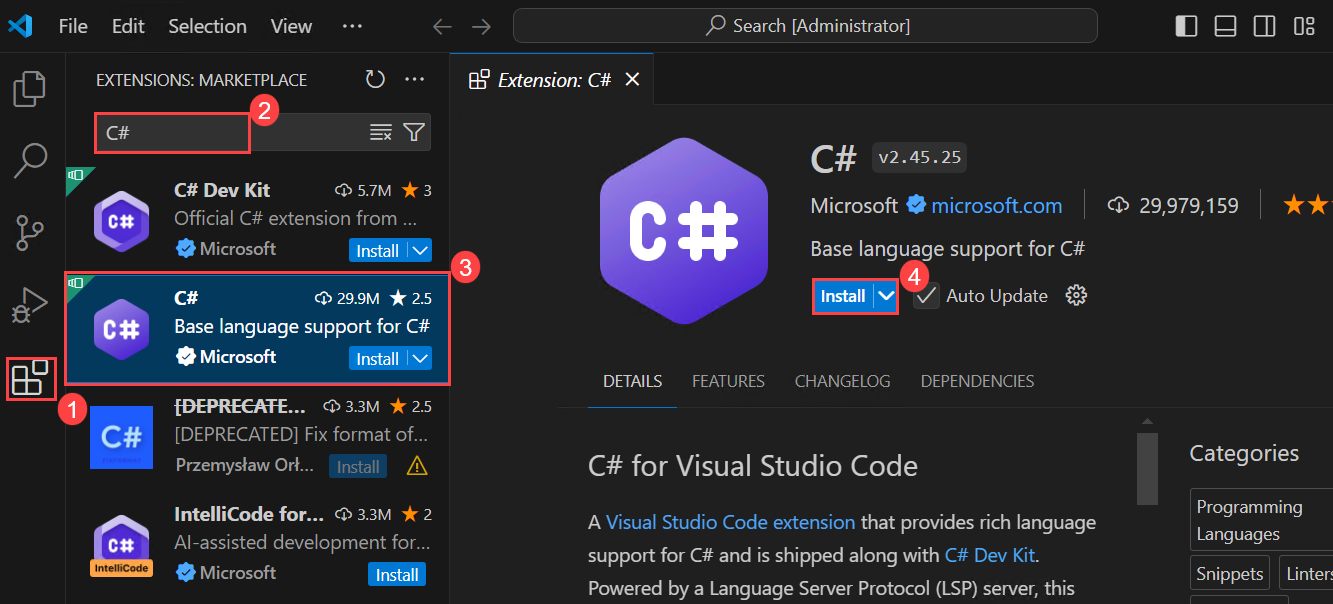 File Edit Selection View ···
Search [Administrator]
EXTENSIONS: MARKETPLACE
Extension: C#
C#
2
C# Dev Kit 5.7M 3
Official C# extension from ...
Microsoft Install
3
C# 29.9M 2.5
Base language support for C#
Microsoft Install
1
[DEPRECATE... 3.3M 2.5
[DEPRECATED] Fix format of...
Przemysław Orł... Install
IntelliCode for... 3.3M 2
AI-assisted development for...
Microsoft Install
C#
C#
C#
C#
IntelliCode
C#
C# v2.45.25
Microsoft microsoft.com 29,979,159
Base language support for C#
Install Auto Update
4
DETAILS FEATURES CHANGELOG DEPENDENCIES
C# for Visual Studio Code
A Visual Studio Code extension that provides rich language
support for C# and is shipped along with C# Dev Kit.
Powered by a Language Server Protocol (LSP) server, this
Categories
Programming
Languages
Snippets Linters